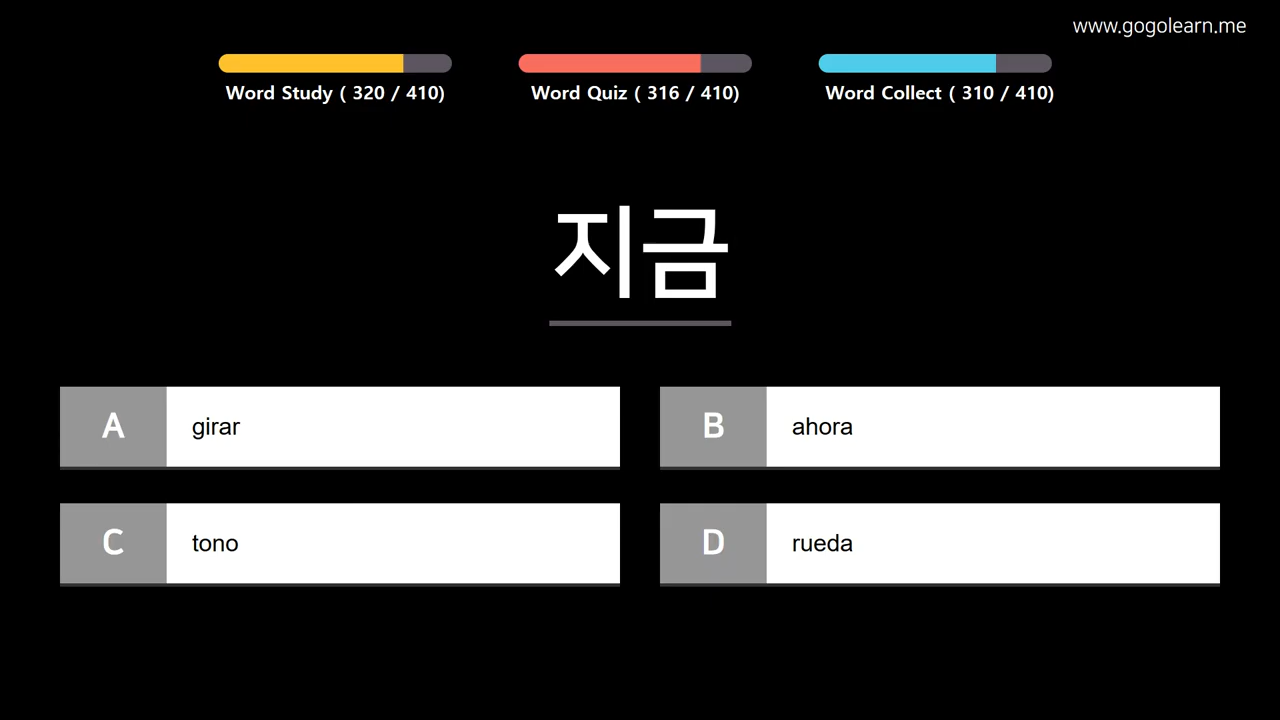 www.gogolearn.me
Word Study ( 320 / 410)
Word Quiz ( 316 / 410)
Word Collect ( 310 / 410)
지금
A girar
B ahora
C tono
D rueda